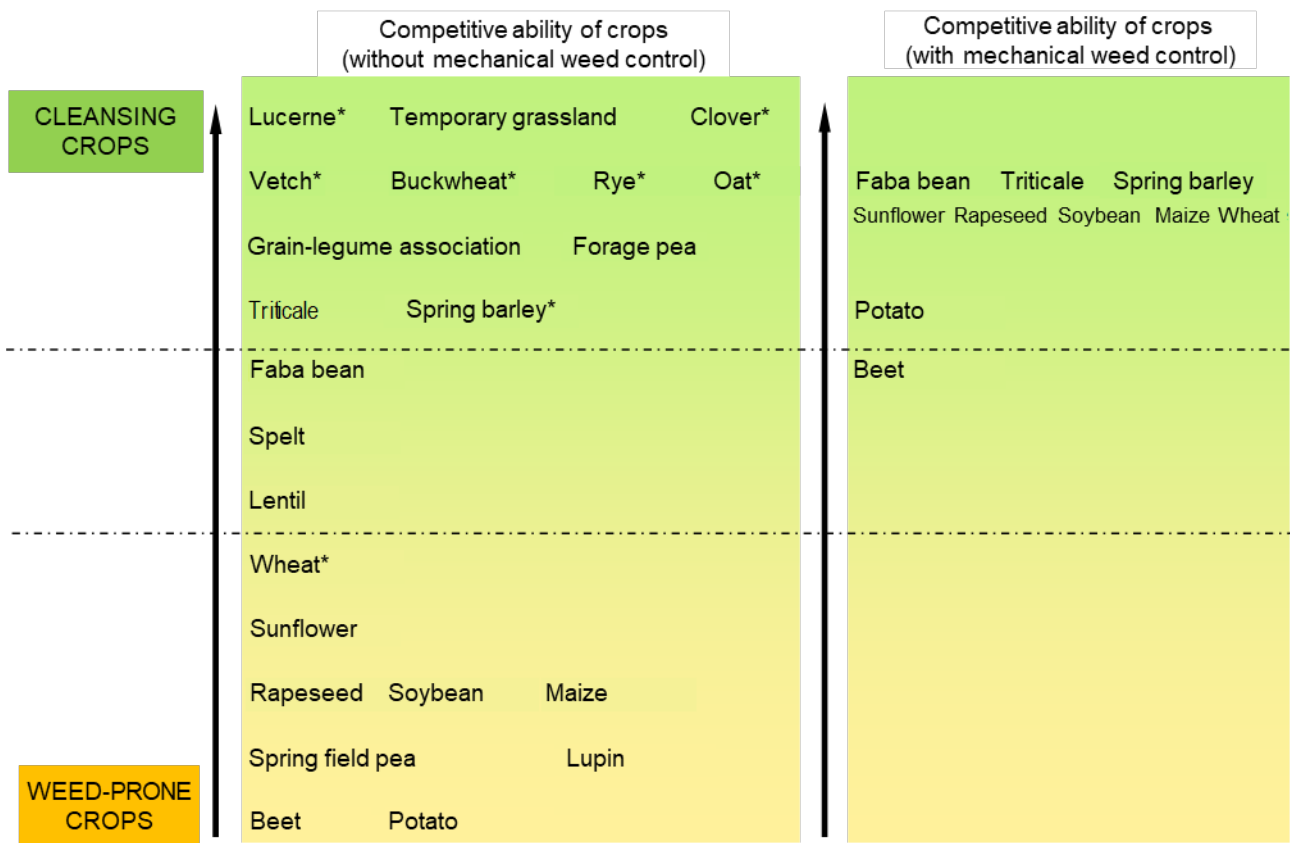 Competitive ability of crops
(without mechanical weed control)
Competitive ability of crops
(with mechanical weed control)
CLEANSING
CROPS
Lucerne* Temporary grassland Clover*
Vetch* Buckwheat* Rye* Oat*
Grain-legume association Forage pea
Triticale Spring barley*
Faba bean
Spelt
Lentil
Wheat*
Sunflower
Rapeseed Soybean Maize
Spring field pea Lupin
Beet Potato
WEED-PRONE
CROPS
Faba bean Triticale Spring barley
Sunflower Rapeseed Soybean Maize Wheat
Potato
Beet